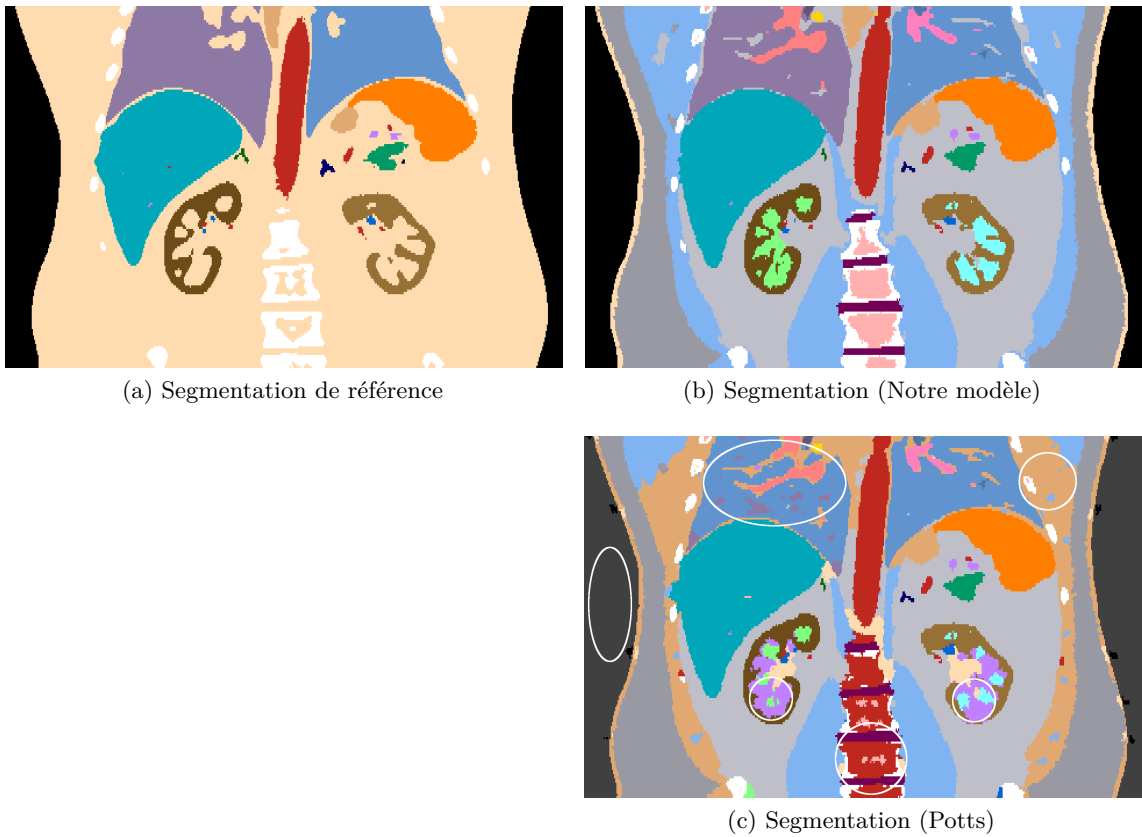 (a) Segmentation de référence
(b) Segmentation (Notre modèle)
(c) Segmentation (Potts)